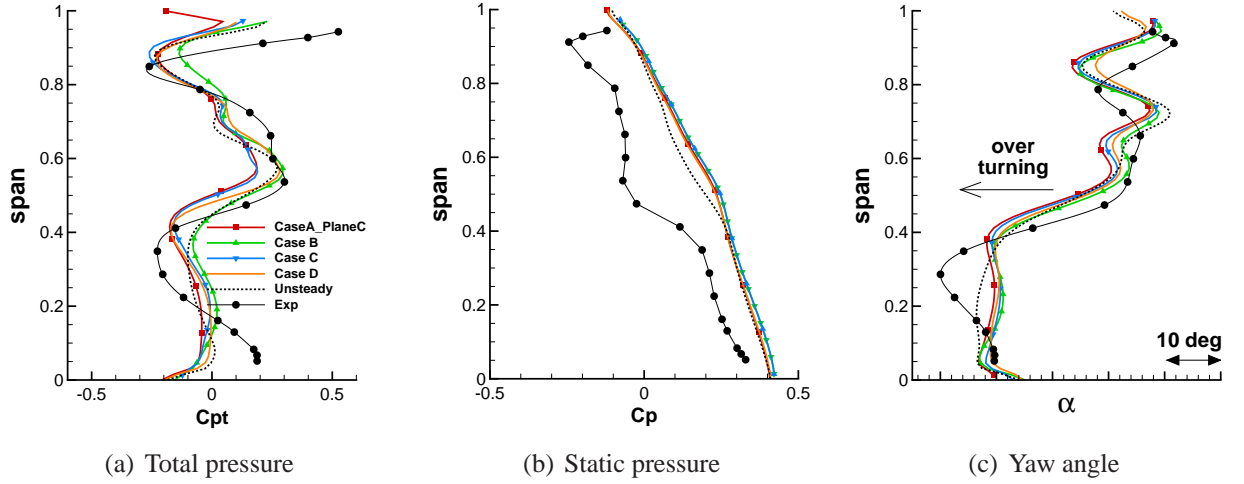 1
0.8
0.6
0.4
0.2
0
span
-0.5
0
0.5
Cpt
CaseA_PlaneC
Case B
Case C
Case D
Unsteady
Exp
(a) Total pressure
1
0.8
0.6
0.4
0.2
0
span
-0.5
0
0.5
Cp
(b) Static pressure
1
0.8
0.6
0.4
0.2
0
span
over
turning
10 deg
α
(c) Yaw angle